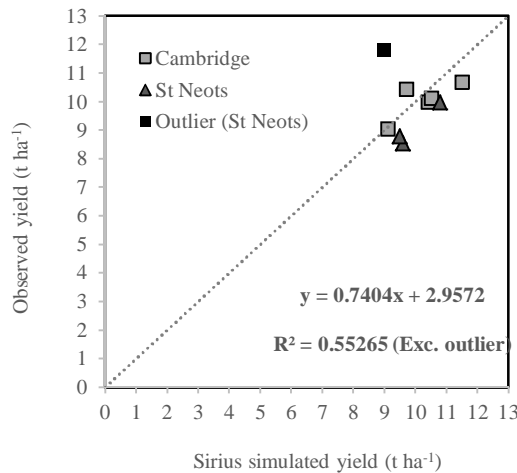 13
12
11
10
9
8
7
6
5
4
3
2
1
0
Observed yield (t ha⁻¹)
Cambridge
St Neots
Outlier (St Neots)
y = 0.7404x + 2.9572
R² = 0.55265 (Exc. outlier)
0 1 2 3 4 5 6 7 8 9 10 11 12 13
Sirius simulated yield (t ha⁻¹)